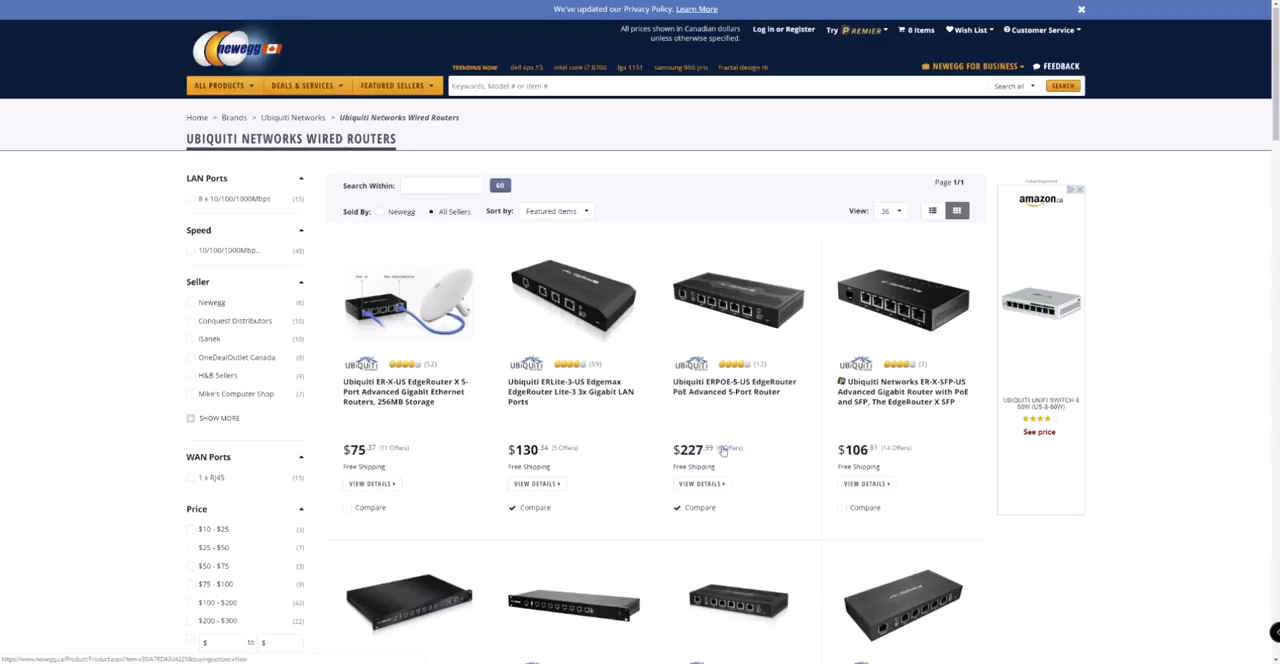 We've updated our Privacy Policy. Learn More
All prices shown in Canadian dollars
unless otherwise specified.
Log in or Register
Try PREMIER
0 Items
Wish List
Customer Service
newegg
TRENDING NOW: dell xps 15 intel core i7 8700 lga 1151 samsung 960 pro fractal design r6
NEWEGG FOR BUSINESS
FEEDBACK
ALL PRODUCTS
DEALS & SERVICES
FEATURED SELLERS
Keywords, Model # or Item #
Search all
SEARCH
Home > Brands > Ubiquiti Networks > Ubiquiti Networks Wired Routers
UBIQUITI NETWORKS WIRED ROUTERS
LAN Ports
8 x 10/100/1000Mbps (15)
Speed
10/100/1000Mbp... (49)
Seller
Newegg (6)
Conquest Distributors (10)
iSanek (10)
OneDealOutlet Canada (9)
H&B Sellers (9)
Mike's Computer Shop (7)
SHOW MORE
WAN Ports
1 x RJ45 (15)
Price
$10 - $25 (3)
$25 - $50 (7)
$50 - $75 (3)
$75 - $100 (9)
$100 - $200 (42)
$200 - $300 (22)
$ to $
Search Within:
GO
Page 1/1
Sold By: Newegg All Sellers
Sort by: Featured Items
View: 36
UBIQUITI (52)
Ubiquiti ER-X-US EdgeRouter X 5-
Port Advanced Gigabit Ethernet
Routers, 256MB Storage
$75.37 (11 Offers)
Free Shipping
VIEW DETAILS
Compare
UBIQUITI (59)
Ubiquiti ERLite-3-US Edgemax
EdgeRouter Lite-3 3x Gigabit LAN
Ports
$130.34 (5 Offers)
Free Shipping
VIEW DETAILS
Compare
UBIQUITI (12)
Ubiquiti ERPOE-5-US EdgeRouter
PoE Advanced 5-Port Router
$227.99
Free Shipping
VIEW DETAILS
Compare
UBIQUITI (7)
Ubiquiti Networks ER-X-SFP-US
Advanced Gigabit Router with PoE
and SFP, The EdgeRouter X SFP
$106.81 (14 Offers)
Free Shipping
VIEW DETAILS
Compare
Advertisement
amazon.ca
UBIQUITI UNIFI SWITCH 8
60W (US-8-60W)
See price